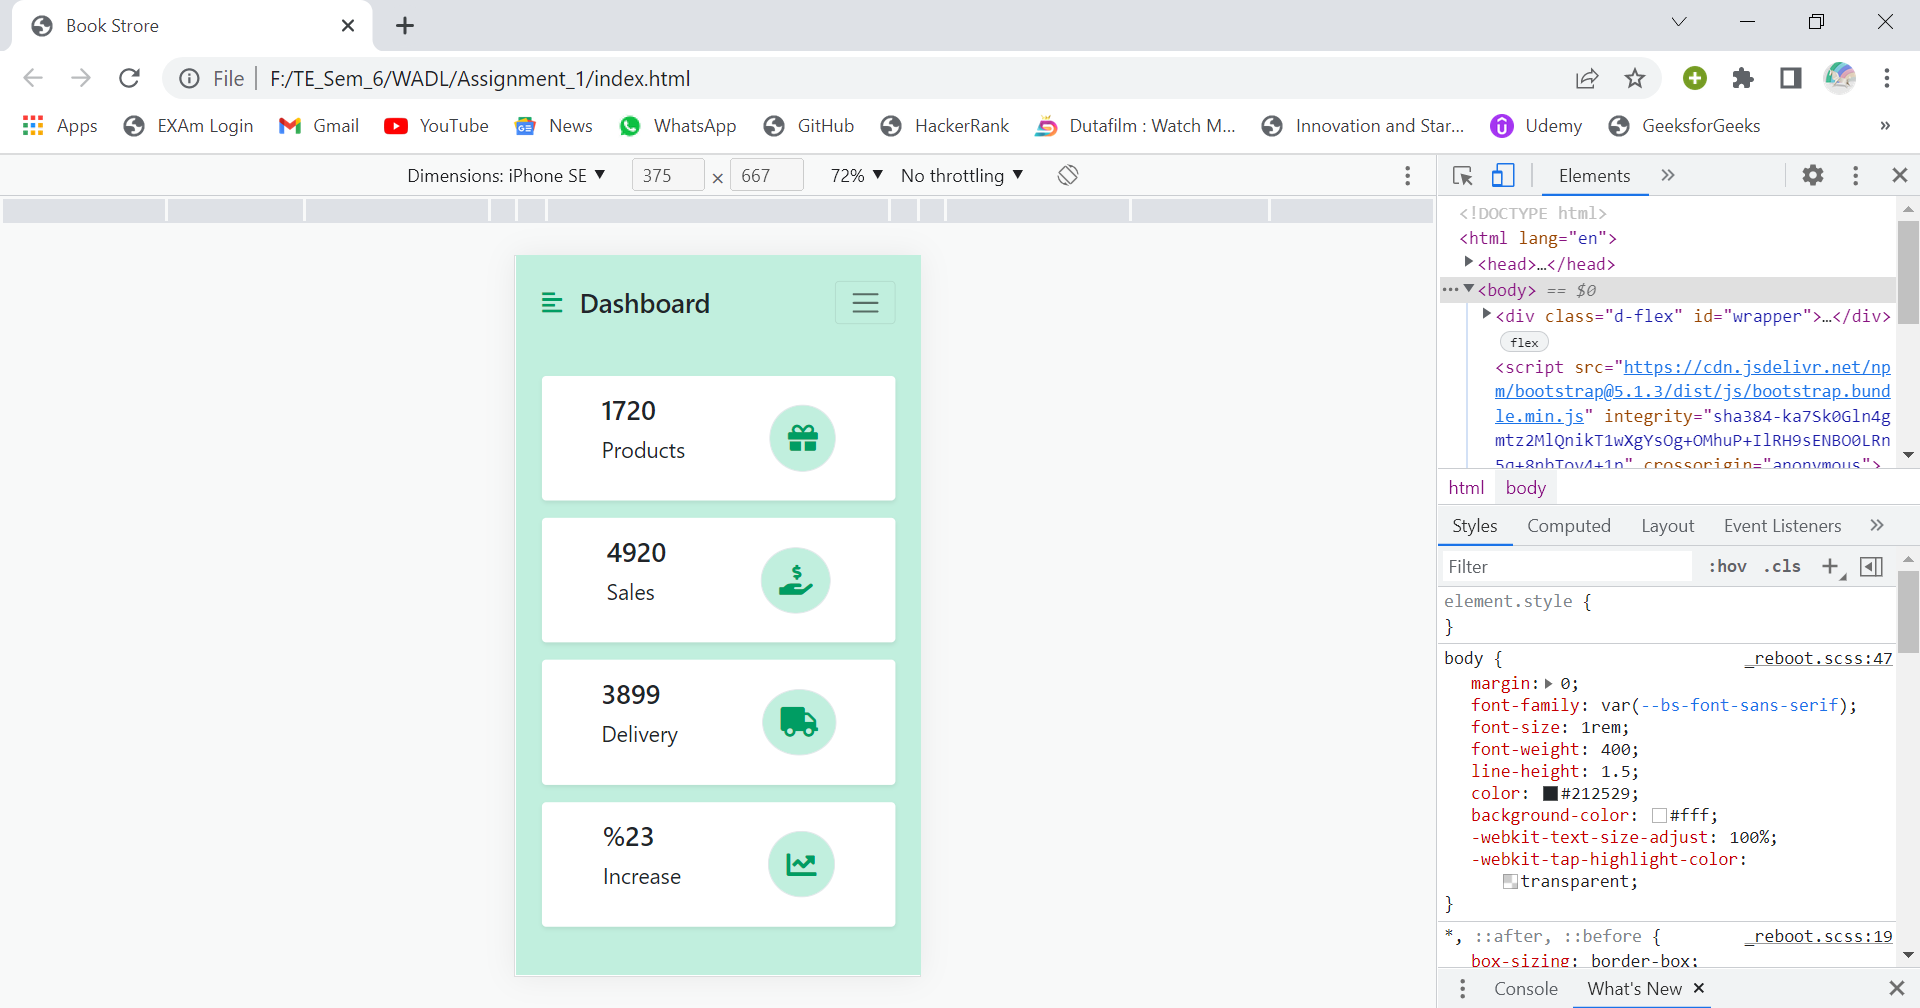 Book Strore
File
F:/TE_Sem_6/WADL/Assignment_1/index.html
Apps
EXAm Login
Gmail
YouTube
News
WhatsApp
GitHub
HackerRank
Dutafilm : Watch M...
Innovation and Star...
Udemy
GeeksforGeeks
»
Dimensions: iPhone SE ▼
375 × 667
72% ▼
No throttling ▼
Dashboard
1720
Products
4920
Sales
3899
Delivery
%23
Increase
Elements
»
<!DOCTYPE html>
<html lang="en">
<head>…</head>
<body> == $0
<div class="d-flex" id="wrapper">…</div>
flex
<script src="https://cdn.jsdelivr.net/np
m/bootstrap@5.1.3/dist/js/bootstrap.bund
le.min.js" integrity="sha384-ka7Sk0Gln4g
mtz2MlQnikT1wXgYsOg+OMhuP+IlRH9sENBO0LRn
5q+8nbTov4+1p" crossorigin="anonymous">
html
body
Styles
Computed
Layout
Event Listeners
»
Filter
:hov
.cls
element.style {
}
body {
_reboot.scss:47
margin: 0;
font-family: var(--bs-font-sans-serif);
font-size: 1rem;
font-weight: 400;
line-height: 1.5;
color: #212529;
background-color: #fff;
-webkit-text-size-adjust: 100%;
-webkit-tap-highlight-color:
transparent;
}
*, ::after, ::before {
_reboot.scss:19
box-sizing: border-box;
Console
What's New